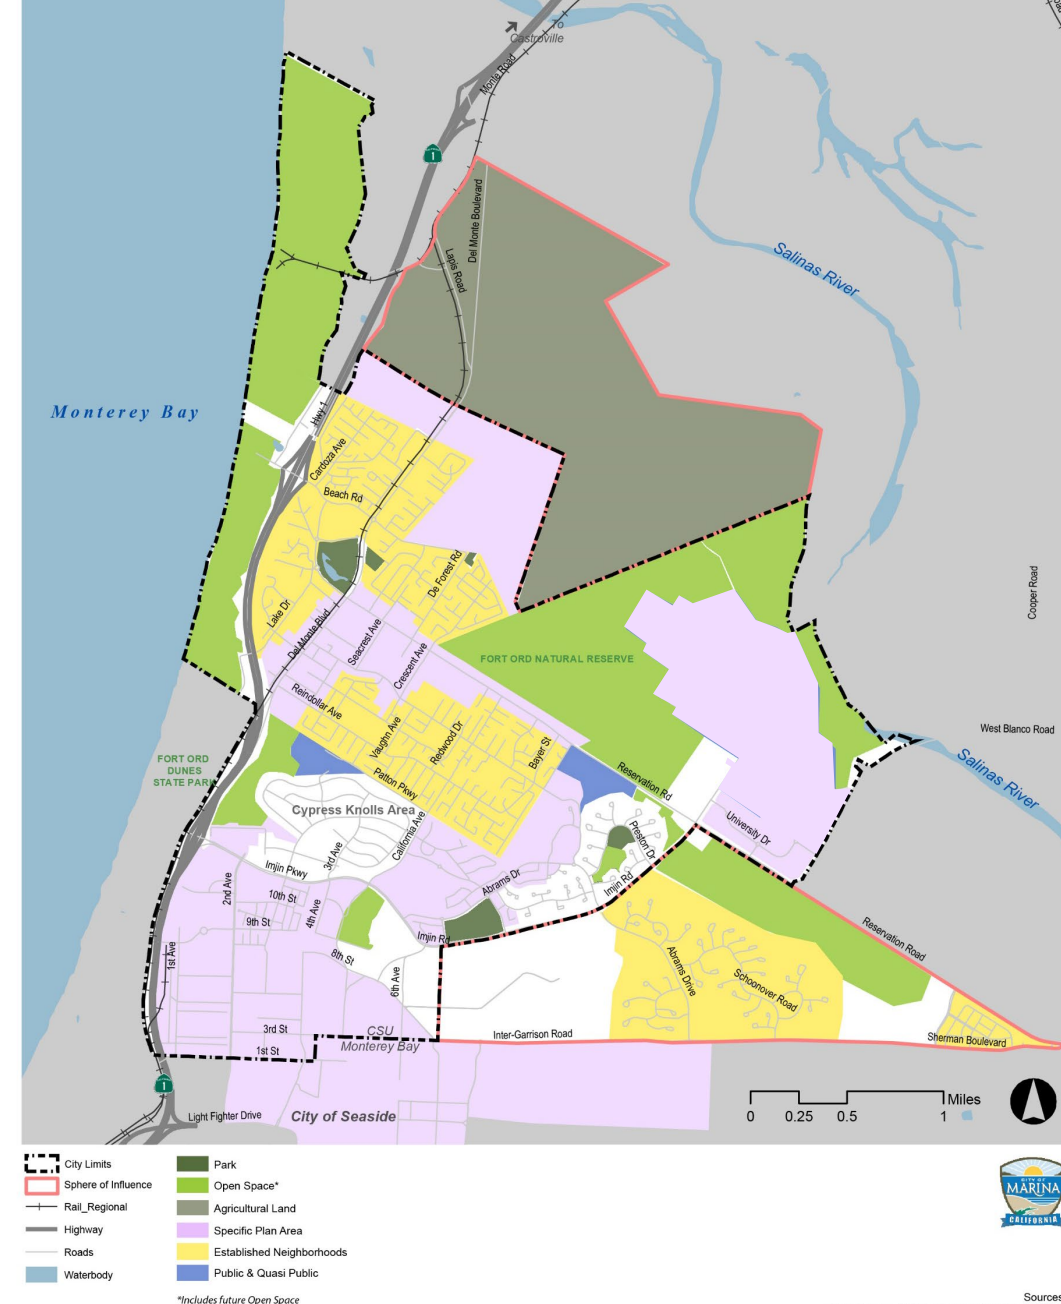 To
Castroville
Monte Road
1
Del Monte Boulevard
Lapis Road
Salinas River
Monterey Bay
Hwy 1
Cardoza Ave
Beach Rd
De Forest Rd
Cooper Road
Lake Dr
Del Monte Blvd
Seacrest Ave
Crescent Ave
FORT ORD NATURAL RESERVE
Reindollar Ave
Vaughn Ave
Redwood Dr
Bayer St
West Blanco Road
FORT ORD
DUNES
STATE PARK
Patton Pkwy
Reservation Rd
Salinas River
Cypress Knolls Area
California Ave
Preston Dr
University Dr
3rd Ave
Imjin Pkwy
2nd Ave
10th St
Abrams Dr
Imjin Rd
9th St
4th Ave
Imjin Rd
Reservation Road
1st Ave
8th St
6th Ave
Abrams Drive
Schoonover Road
3rd St
CSU
Monterey Bay
Inter-Garrison Road
Sherman Boulevard
1st St
1
Light Fighter Drive
City of Seaside
Miles
0 0.25 0.5 1
City Limits
Sphere of Influence
Rail_Regional
Highway
Roads
Waterbody
Park
Open Space*
Agricultural Land
Specific Plan Area
Established Neighborhoods
Public & Quasi Public
*Includes future Open Space
CITY OF
MARINA
CALIFORNIA
Sources